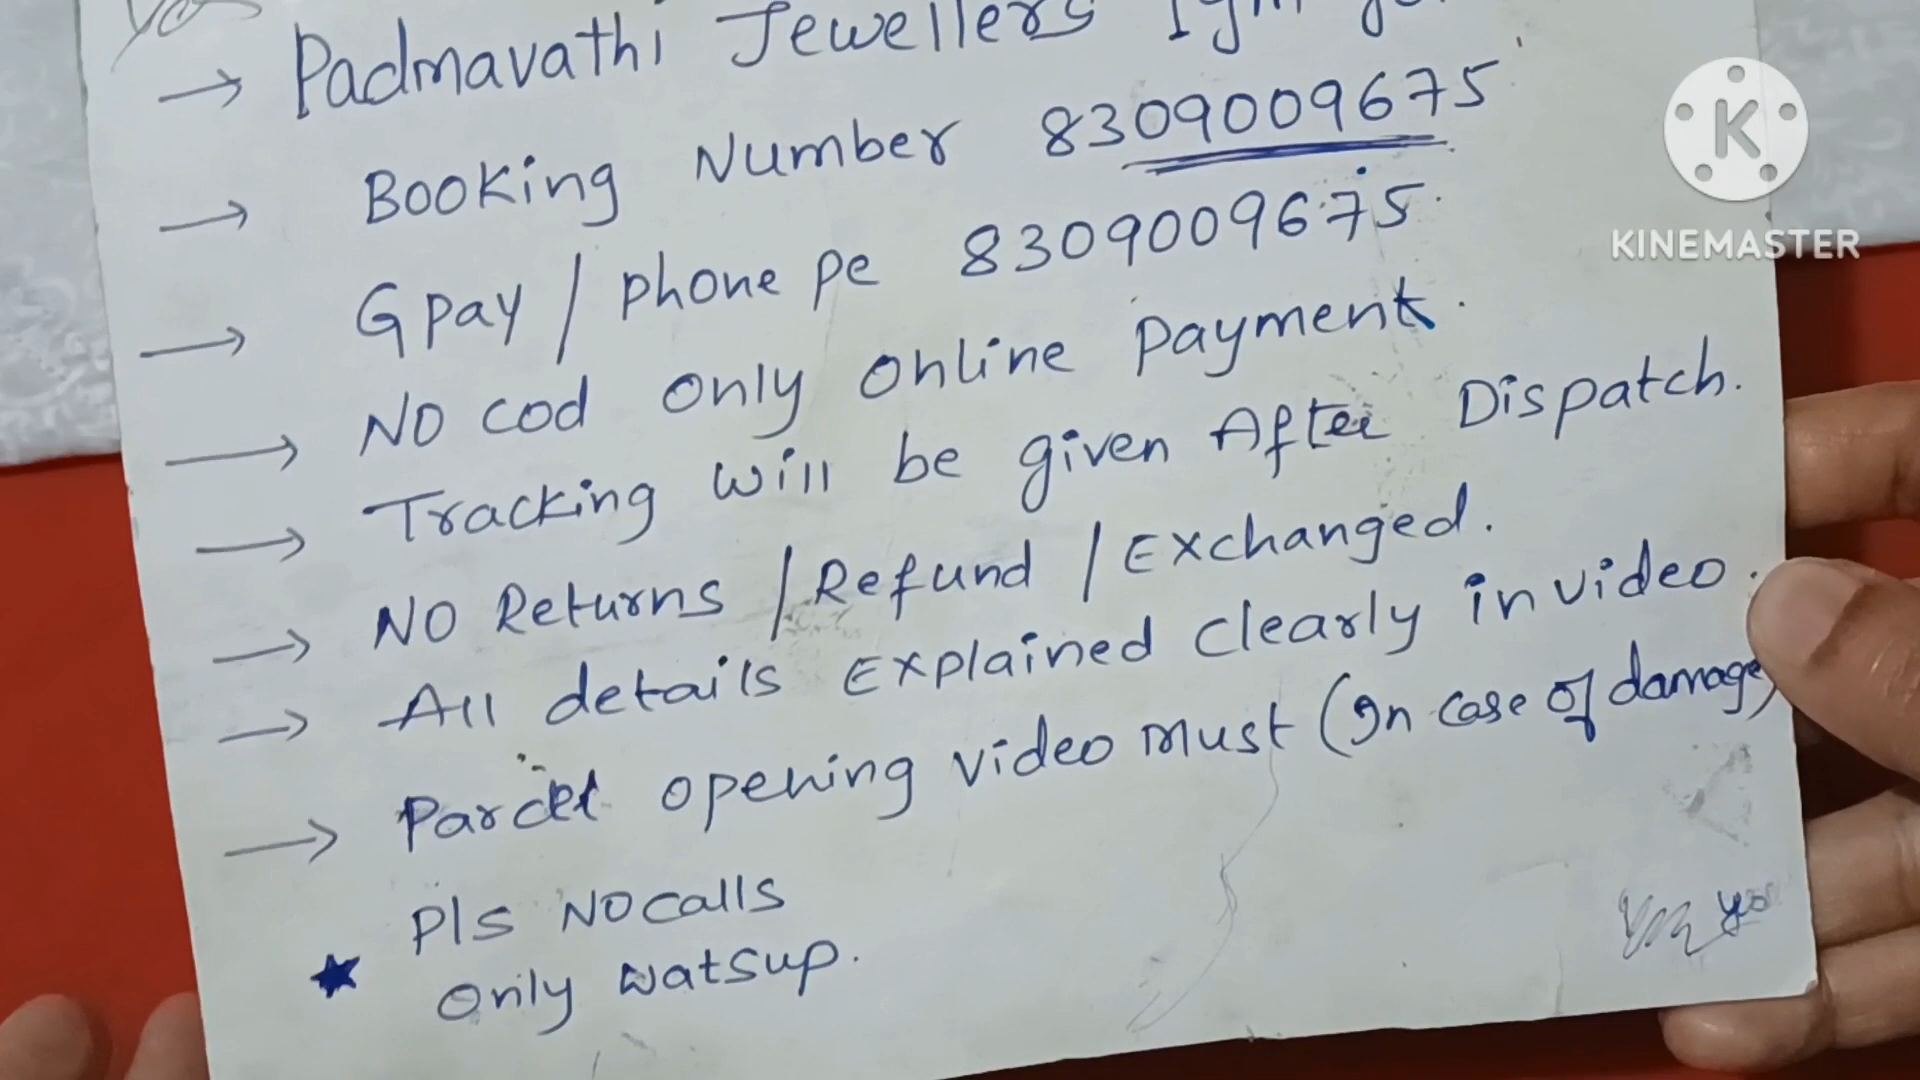 → Padmavathi Jewellers 1gm
→ Booking Number 8309009675
→ Gpay / Phone pe 8309009675.
→ NO cod only online payment.
→ Tracking will be given After Dispatch.
→ NO Returns / Refund / Exchanged.
→ All details Explained clearly in video.
→ Parcel opening video must (In case of damage)
★ Pls NO calls
only watsup.
K
KINEMASTER